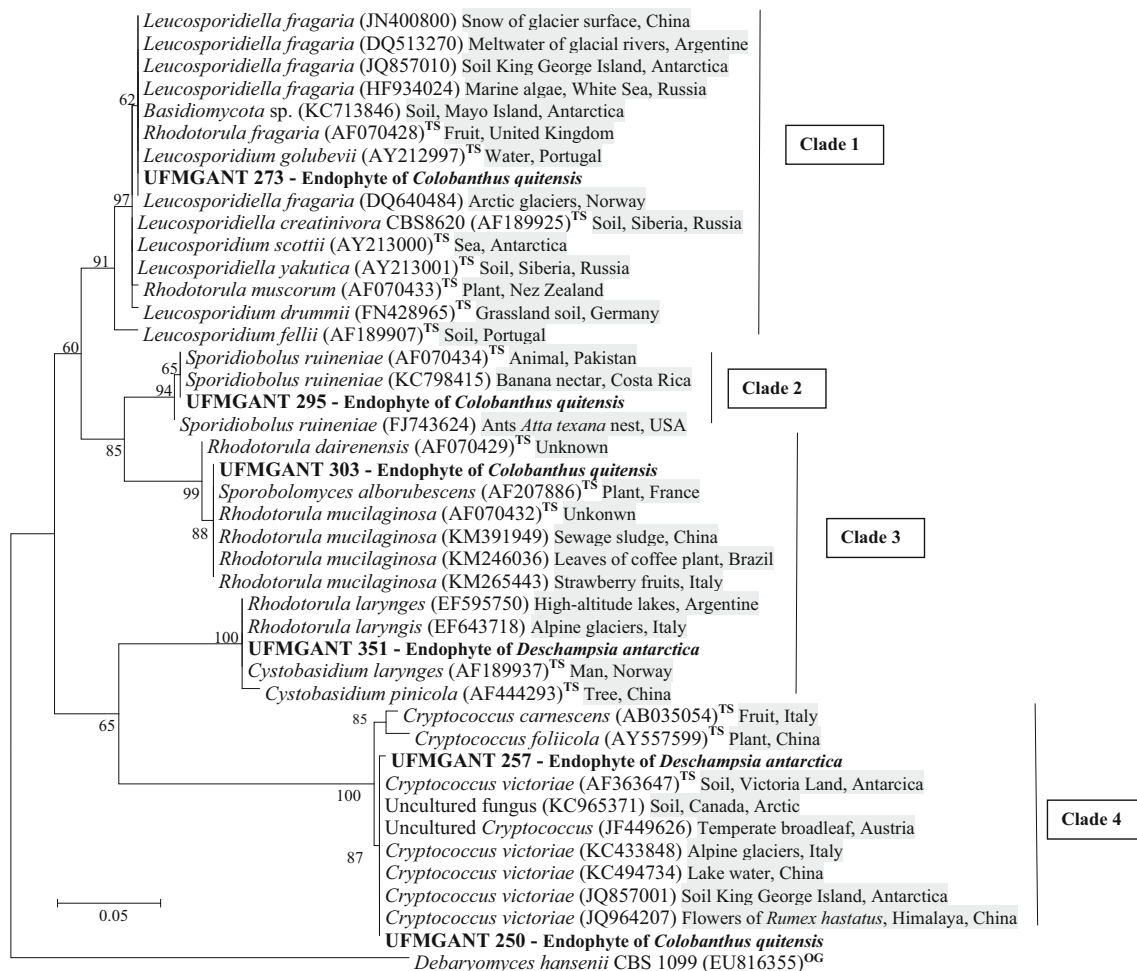 Leucosporidiella fragaria (JN400800) Snow of glacier surface, China
Leucosporidiella fragaria (DQ513270) Meltwater of glacial rivers, Argentine
Leucosporidiella fragaria (JQ857010) Soil King George Island, Antarctica
Leucosporidiella fragaria (HF934024) Marine algae, White Sea, Russia
62
Basidiomycota sp. (KC713846) Soil, Mayo Island, Antarctica
Rhodotorula fragaria (AF070428)TS Fruit, United Kingdom
Clade 1
Leucosporidium golubevii (AY212997)TS Water, Portugal
UFMGANT 273 - Endophyte of Colobanthus quitensis
97
Leucosporidiella fragaria (DQ640484) Arctic glaciers, Norway
Leucosporidiella creatinivora CBS8620 (AF189925)TS Soil, Siberia, Russia
Leucosporidium scottii (AY213000)TS Sea, Antarctica
91
Leucosporidiella yakutica (AY213001)TS Soil, Siberia, Russia
Rhodotorula muscorum (AF070433)TS Plant, Nez Zealand
Leucosporidium drummii (FN428965)TS Grassland soil, Germany
Leucosporidium fellii (AF189907)TS Soil, Portugal
60
Sporidiobolus ruineniae (AF070434)TS Animal, Pakistan
65
Sporidiobolus ruineniae (KC798415) Banana nectar, Costa Rica
Clade 2
94
UFMGANT 295 - Endophyte of Colobanthus quitensis
Sporidiobolus ruineniae (FJ743624) Ants Atta texana nest, USA
85
Rhodotorula dairenensis (AF070429)TS Unknown
UFMGANT 303 - Endophyte of Colobanthus quitensis
99
Sporobolomyces alborubescens (AF207886)TS Plant, France
Rhodotorula mucilaginosa (AF070432)TS Unkonwn
88
Rhodotorula mucilaginosa (KM391949) Sewage sludge, China
Clade 3
Rhodotorula mucilaginosa (KM246036) Leaves of coffee plant, Brazil
Rhodotorula mucilaginosa (KM265443) Strawberry fruits, Italy
Rhodotorula larynges (EF595750) High-altitude lakes, Argentine
Rhodotorula laryngis (EF643718) Alpine glaciers, Italy
100
UFMGANT 351 - Endophyte of Deschampsia antarctica
Cystobasidium larynges (AF189937)TS Man, Norway
Cystobasidium pinicola (AF444293)TS Tree, China
65
85
Cryptococcus carnescens (AB035054)TS Fruit, Italy
Cryptococcus foliicola (AY557599)TS Plant, China
UFMGANT 257 - Endophyte of Deschampsia antarctica
100
Cryptococcus victoriae (AF363647)TS Soil, Victoria Land, Antarcica
Uncultured fungus (KC965371) Soil, Canada, Arctic
Clade 4
Uncultured Cryptococcus (JF449626) Temperate broadleaf, Austria
87
Cryptococcus victoriae (KC433848) Alpine glaciers, Italy
Cryptococcus victoriae (KC494734) Lake water, China
Cryptococcus victoriae (JQ857001) Soil King George Island, Antarctica
0.05
Cryptococcus victoriae (JQ964207) Flowers of Rumex hastatus, Himalaya, China
UFMGANT 250 - Endophyte of Colobanthus quitensis
Debaryomyces hansenii CBS 1099 (EU816355)OG